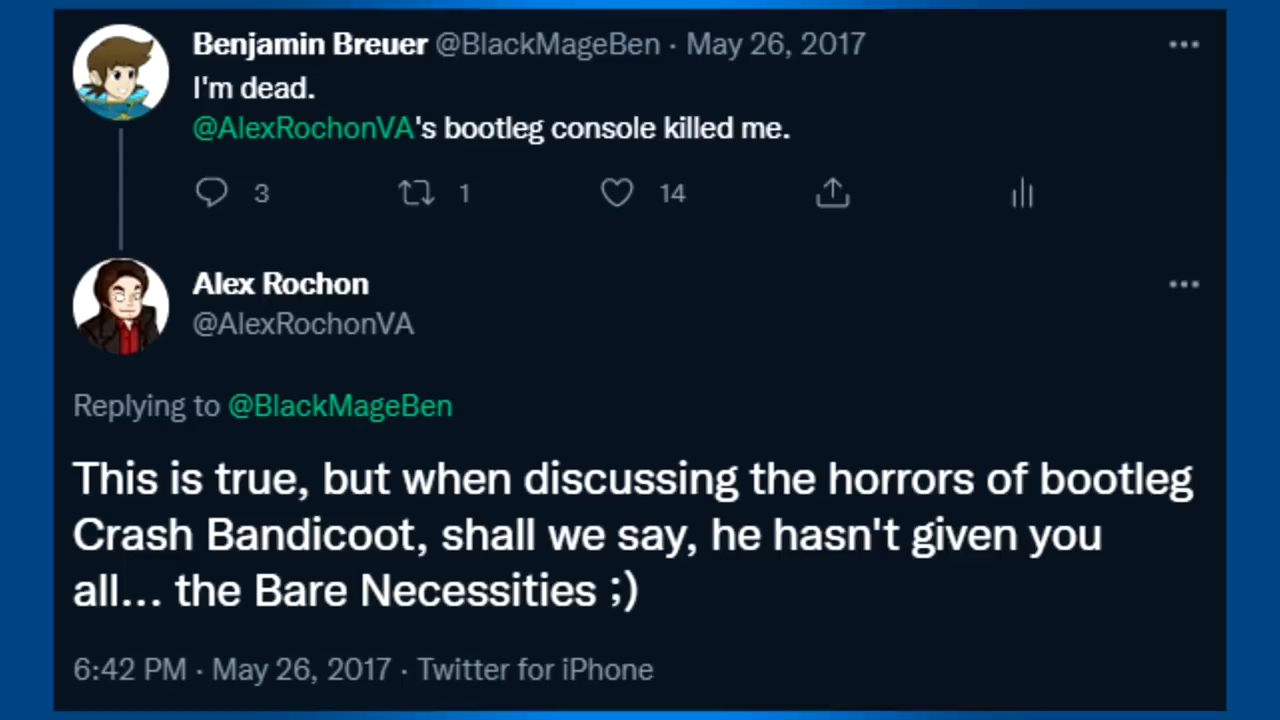 Benjamin Breuer @BlackMageBen · May 26, 2017
I'm dead.
@AlexRochonVA's bootleg console killed me.
3 1 14
Alex Rochon
@AlexRochonVA
Replying to @BlackMageBen
This is true, but when discussing the horrors of bootleg
Crash Bandicoot, shall we say, he hasn't given you
all... the Bare Necessities ;)
6:42 PM · May 26, 2017 · Twitter for iPhone